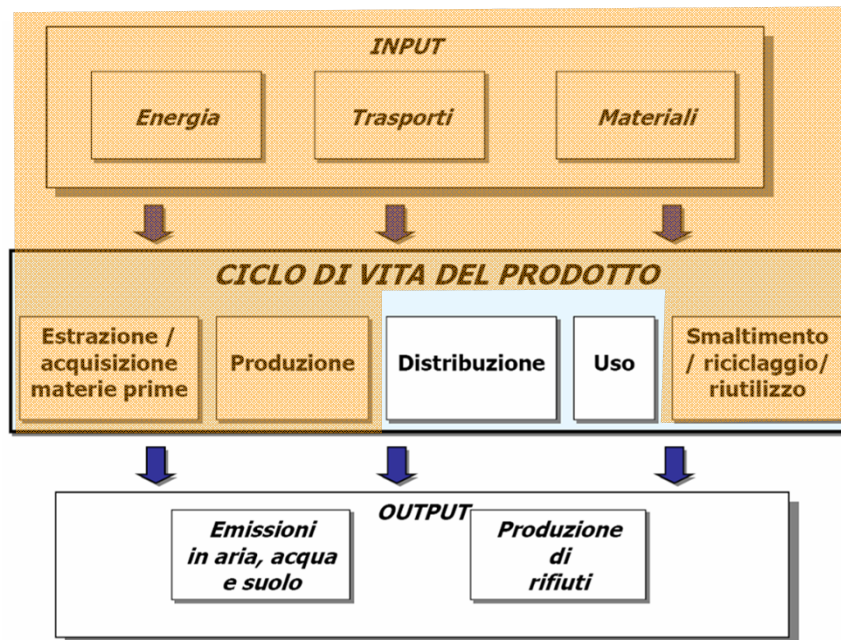 INPUT
Energia
Trasporti
Materiali
CICLO DI VITA DEL PRODOTTO
Estrazione /
acquisizione
materie prime
Produzione
Distribuzione
Uso
Smaltimento
/ riciclaggio/
riutilizzo
OUTPUT
Emissioni
in aria, acqua
e suolo
Produzione
di
rifiuti